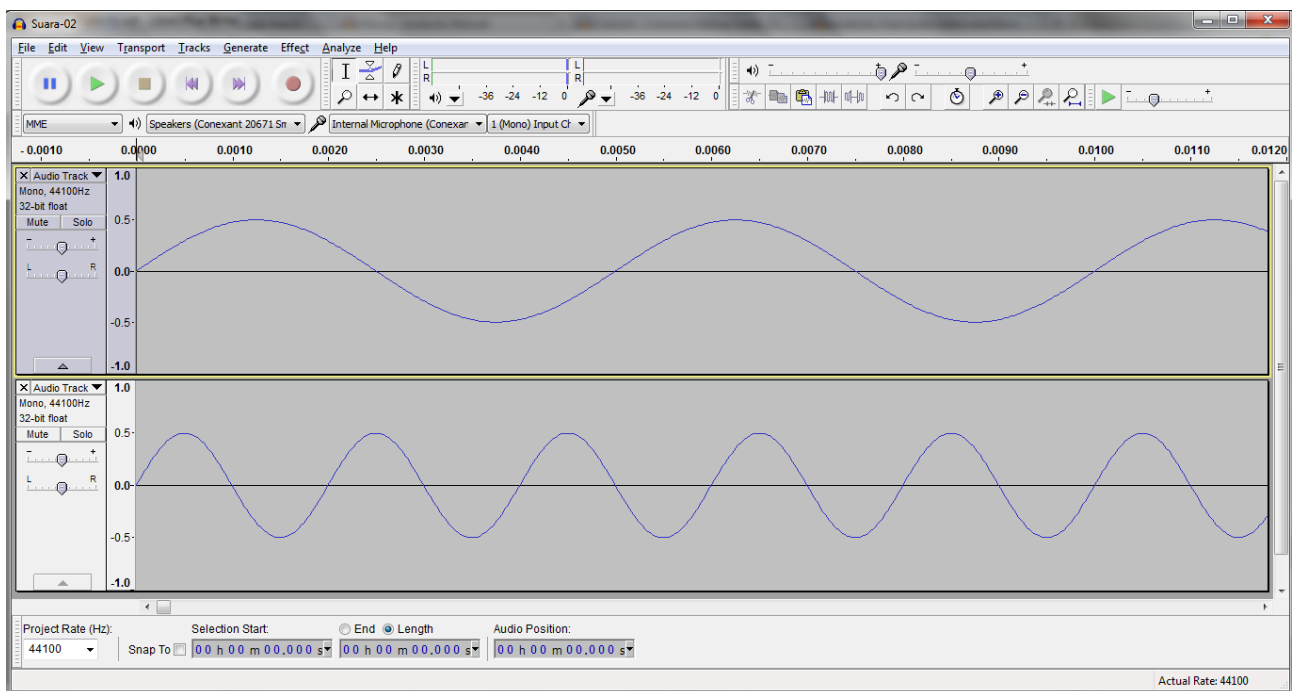 Suara-02
File Edit View Transport Tracks Generate Effect Analyze Help
L
R
-36 -24 -12 0
L
R
-36 -24 -12 0
MME
Speakers (Conexant 20671 Sm
Internal Microphone (Conexar
1 (Mono) Input Ch
- 0.0010 0.0000 0.0010 0.0020 0.0030 0.0040 0.0050 0.0060 0.0070 0.0080 0.0090 0.0100 0.0110 0.0120
X Audio Track
Mono, 44100Hz
32-bit float
Mute Solo
- +
L R
1.0
0.5
0.0
-0.5
-1.0
X Audio Track
Mono, 44100Hz
32-bit float
Mute Solo
- +
L R
1.0
0.5
0.0
-0.5
-1.0
Project Rate (Hz):
44100
Snap To
Selection Start:
00 h 00 m 00.000 s
End Length
00 h 00 m 00.000 s
Audio Position:
00 h 00 m 00.000 s
Actual Rate: 44100